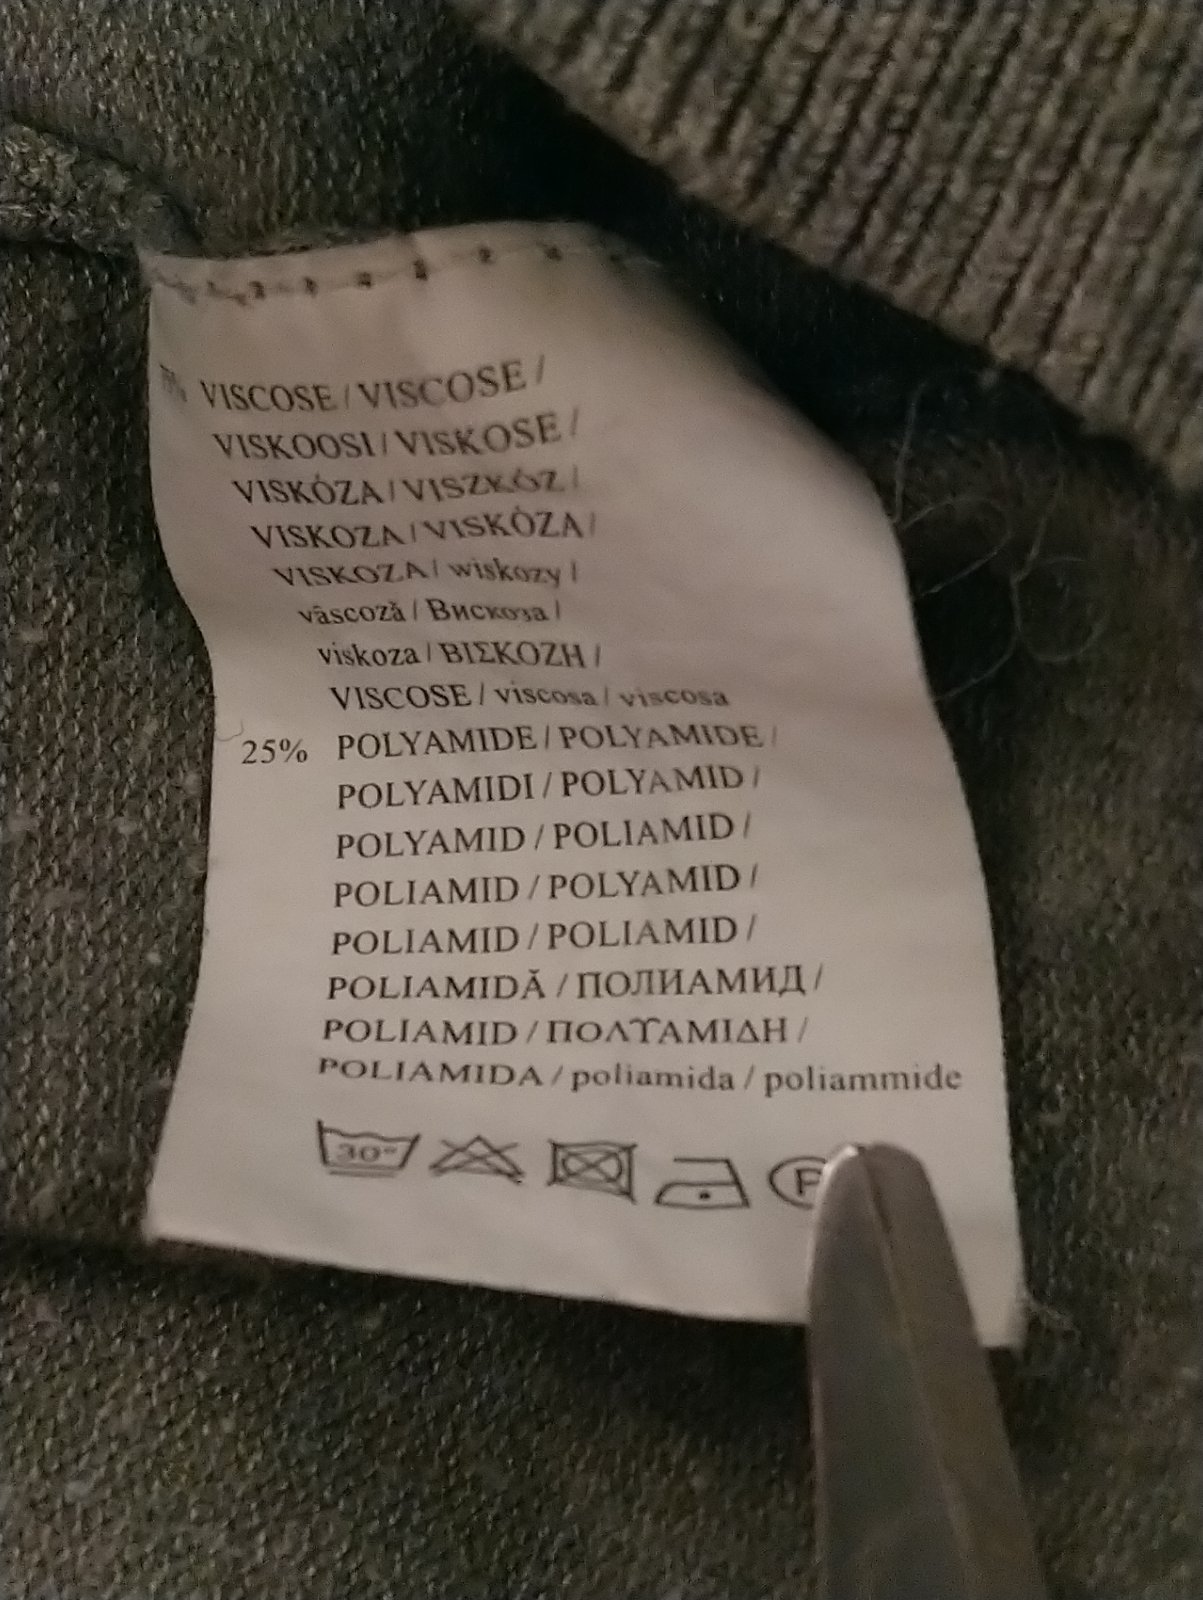 % VISCOSE / VISCOSE /
VISKOOSI / VISKOSE /
VISKÓZA / VISZKÓZ /
VISKOZA / VISKÓZA /
VISKOZA / wiskozy /
vâscoză / Вискоза /
viskoza / ΒΙΣΚΟΖΗ /
VISCOSE / viscosa / viscosa
25% POLYAMIDE / POLYAMIDE /
POLYAMIDI / POLYAMID /
POLYAMID / POLIAMID /
POLIAMID / POLYAMID /
POLIAMID / POLIAMID /
POLIAMIDĂ / ПОЛИАМИД /
POLIAMID / ΠΟΛΥΑΜΙΔΗ /
POLIAMIDA / poliamida / poliammide
30° P